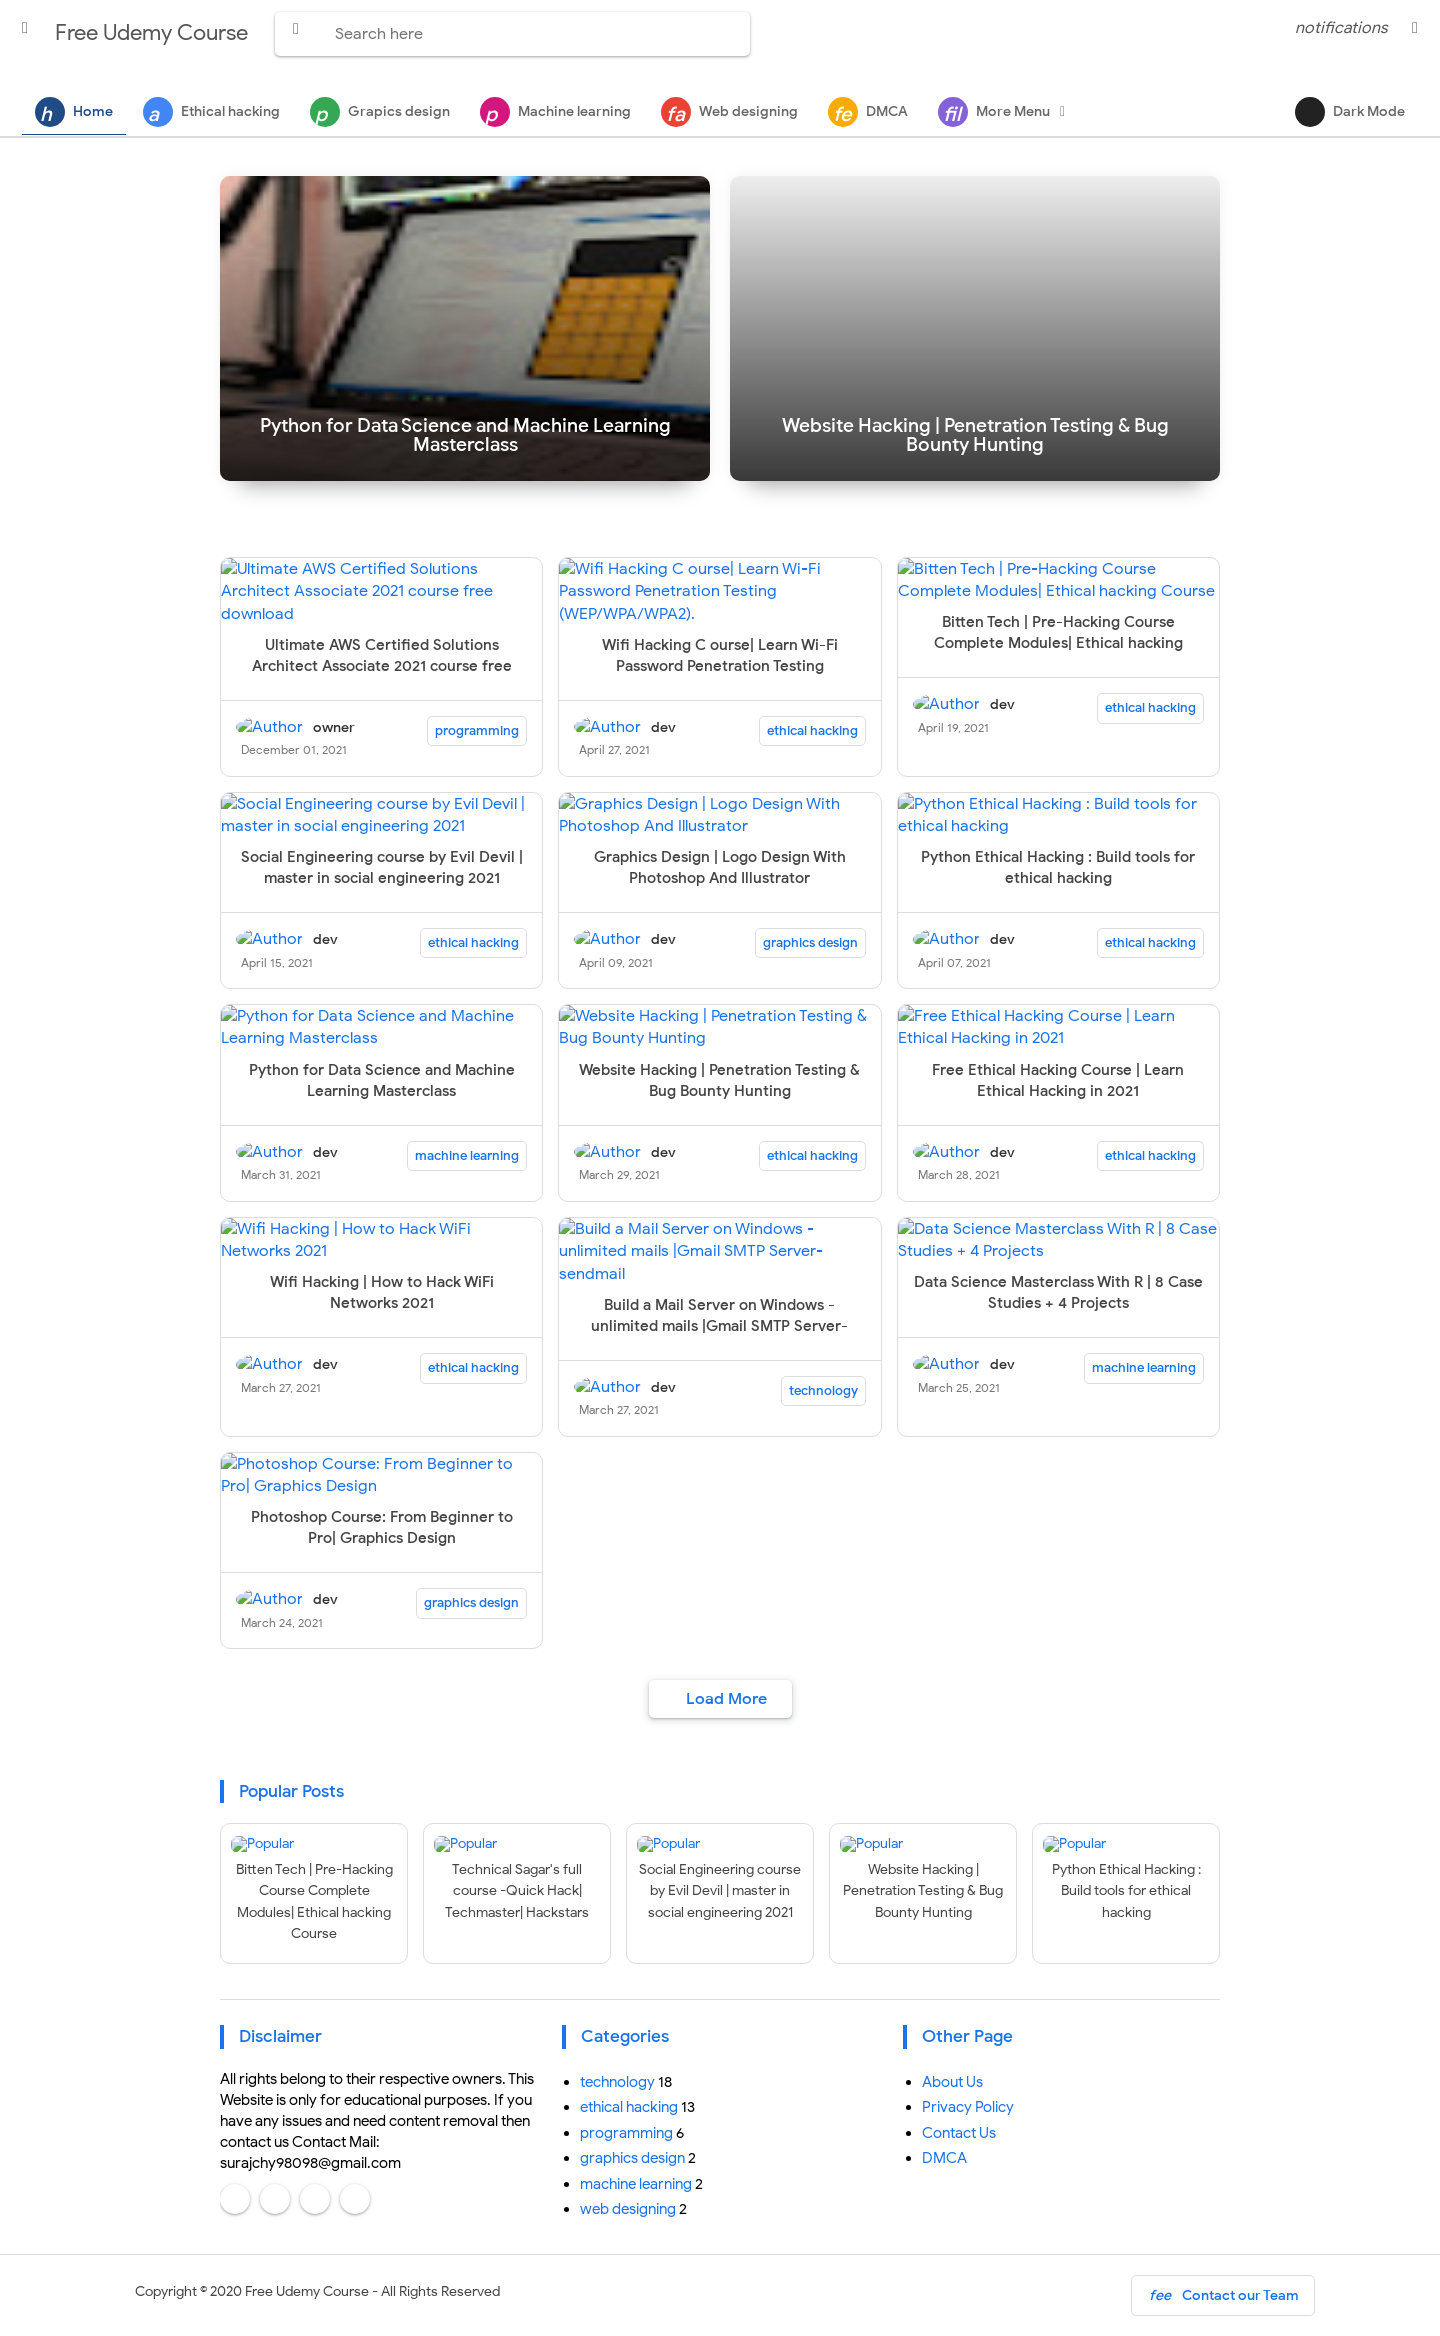 Free Udemy Course
Search here
notifications
h Home
a Ethical hacking
p Grapics design
p Machine learning
fa Web designing
fe DMCA
fil More Menu
Dark Mode
Python for Data Science and Machine Learning
Masterclass
Website Hacking | Penetration Testing & Bug
Bounty Hunting
Ultimate AWS Certified Solutions
Architect Associate 2021 course free
download
Ultimate AWS Certified Solutions
Architect Associate 2021 course free
Author owner
programming
December 01, 2021
Wifi Hacking C ourse| Learn Wi-Fi
Password Penetration Testing
(WEP/WPA/WPA2).
Wifi Hacking C ourse| Learn Wi-Fi
Password Penetration Testing
Author dev
ethical hacking
April 27, 2021
Bitten Tech | Pre-Hacking Course
Complete Modules| Ethical hacking Course
Bitten Tech | Pre-Hacking Course
Complete Modules| Ethical hacking
Author dev
ethical hacking
April 19, 2021
Social Engineering course by Evil Devil |
master in social engineering 2021
Social Engineering course by Evil Devil |
master in social engineering 2021
Author dev
ethical hacking
April 15, 2021
Graphics Design | Logo Design With
Photoshop And Illustrator
Graphics Design | Logo Design With
Photoshop And Illustrator
Author dev
graphics design
April 09, 2021
Python Ethical Hacking : Build tools for
ethical hacking
Python Ethical Hacking : Build tools for
ethical hacking
Author dev
ethical hacking
April 07, 2021
Python for Data Science and Machine
Learning Masterclass
Python for Data Science and Machine
Learning Masterclass
Author dev
machine learning
March 31, 2021
Website Hacking | Penetration Testing &
Bug Bounty Hunting
Website Hacking | Penetration Testing &
Bug Bounty Hunting
Author dev
ethical hacking
March 29, 2021
Free Ethical Hacking Course | Learn
Ethical Hacking in 2021
Free Ethical Hacking Course | Learn
Ethical Hacking in 2021
Author dev
ethical hacking
March 28, 2021
Wifi Hacking | How to Hack WiFi
Networks 2021
Wifi Hacking | How to Hack WiFi
Networks 2021
Author dev
ethical hacking
March 27, 2021
Build a Mail Server on Windows -
unlimited mails |Gmail SMTP Server-
sendmail
Build a Mail Server on Windows -
unlimited mails |Gmail SMTP Server-
Author dev
technology
March 27, 2021
Data Science Masterclass With R | 8 Case
Studies + 4 Projects
Data Science Masterclass With R | 8 Case
Studies + 4 Projects
Author dev
machine learning
March 25, 2021
Photoshop Course: From Beginner to
Pro| Graphics Design
Photoshop Course: From Beginner to
Pro| Graphics Design
Author dev
graphics design
March 24, 2021
Load More
Popular Posts
Popular
Bitten Tech | Pre-Hacking
Course Complete
Modules| Ethical hacking
Course
Popular
Technical Sagar's full
course -Quick Hack|
Techmaster| Hackstars
Popular
Social Engineering course
by Evil Devil | master in
social engineering 2021
Popular
Website Hacking |
Penetration Testing & Bug
Bounty Hunting
Popular
Python Ethical Hacking :
Build tools for ethical
hacking
Disclaimer
All rights belong to their respective owners. This
Website is only for educational purposes. If you
have any issues and need content removal then
contact us Contact Mail:
surajchy98098@gmail.com
Categories
technology 18
ethical hacking 13
programming 6
graphics design 2
machine learning 2
web designing 2
Other Page
About Us
Privacy Policy
Contact Us
DMCA
Copyright © 2020 Free Udemy Course - All Rights Reserved
fee Contact our Team